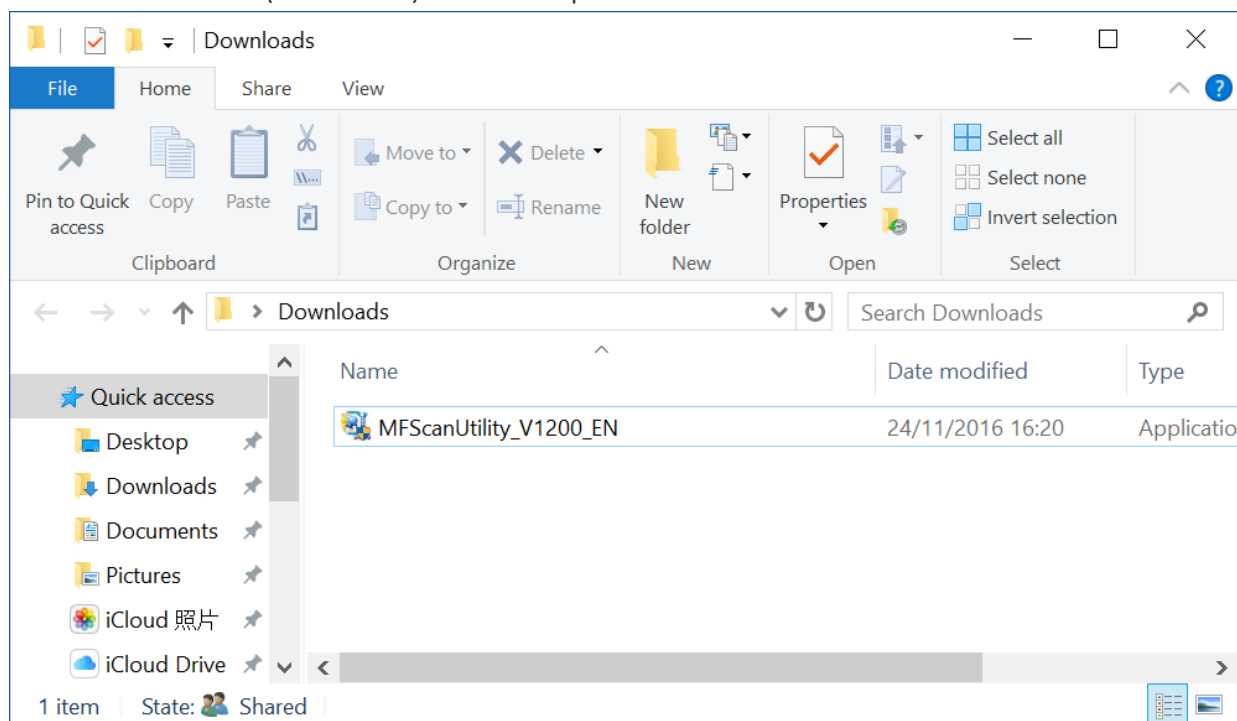 Downloads
File Home Share View
Pin to Quick access
Copy
Paste
Move to
Copy to
Delete
Rename
New folder
Properties
Select all
Select none
Invert selection
Clipboard Organize New Open Select
Downloads
Search Downloads
Name Date modified Type
Quick access
Desktop
Downloads
Documents
Pictures
iCloud 照片
iCloud Drive
MFScanUtility_V1200_EN 24/11/2016 16:20 Applicatio
1 item State: Shared